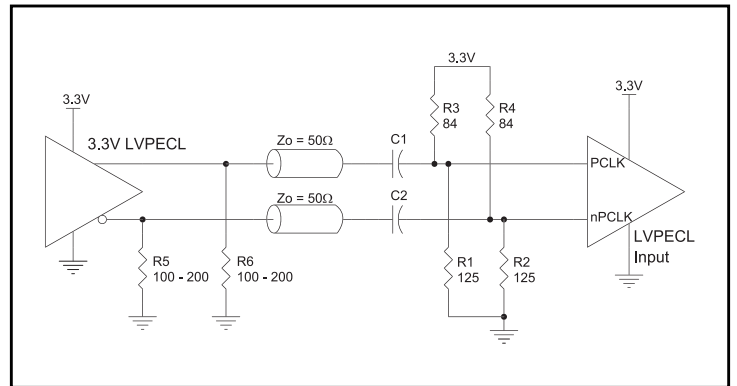 3.3V
3.3V LVPECL
Zo = 50Ω
C1
3.3V
R3
84
R4
84
3.3V
PCLK
Zo = 50Ω
C2
nPCLK
LVPECL
Input
R5
100 - 200
R6
100 - 200
R1
125
R2
125